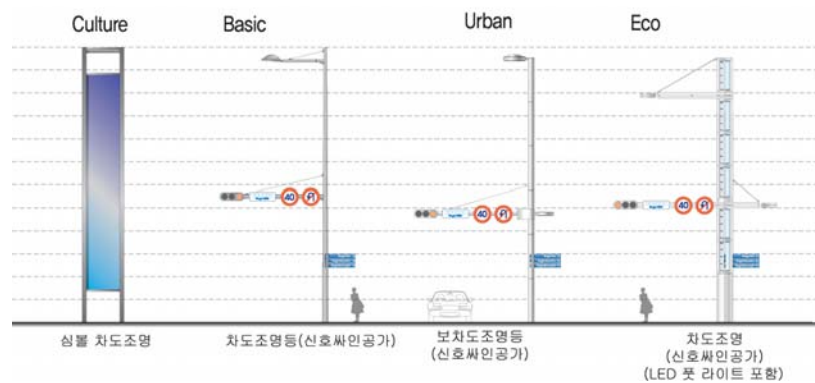 Culture
Basic
Urban
Eco
40
40
40
심볼 차도조명
차도조명등(신호싸인공가)
보차도조명등
(신호싸인공가)
차도조명
(신호싸인공가)
(LED 풋 라이트 포함)